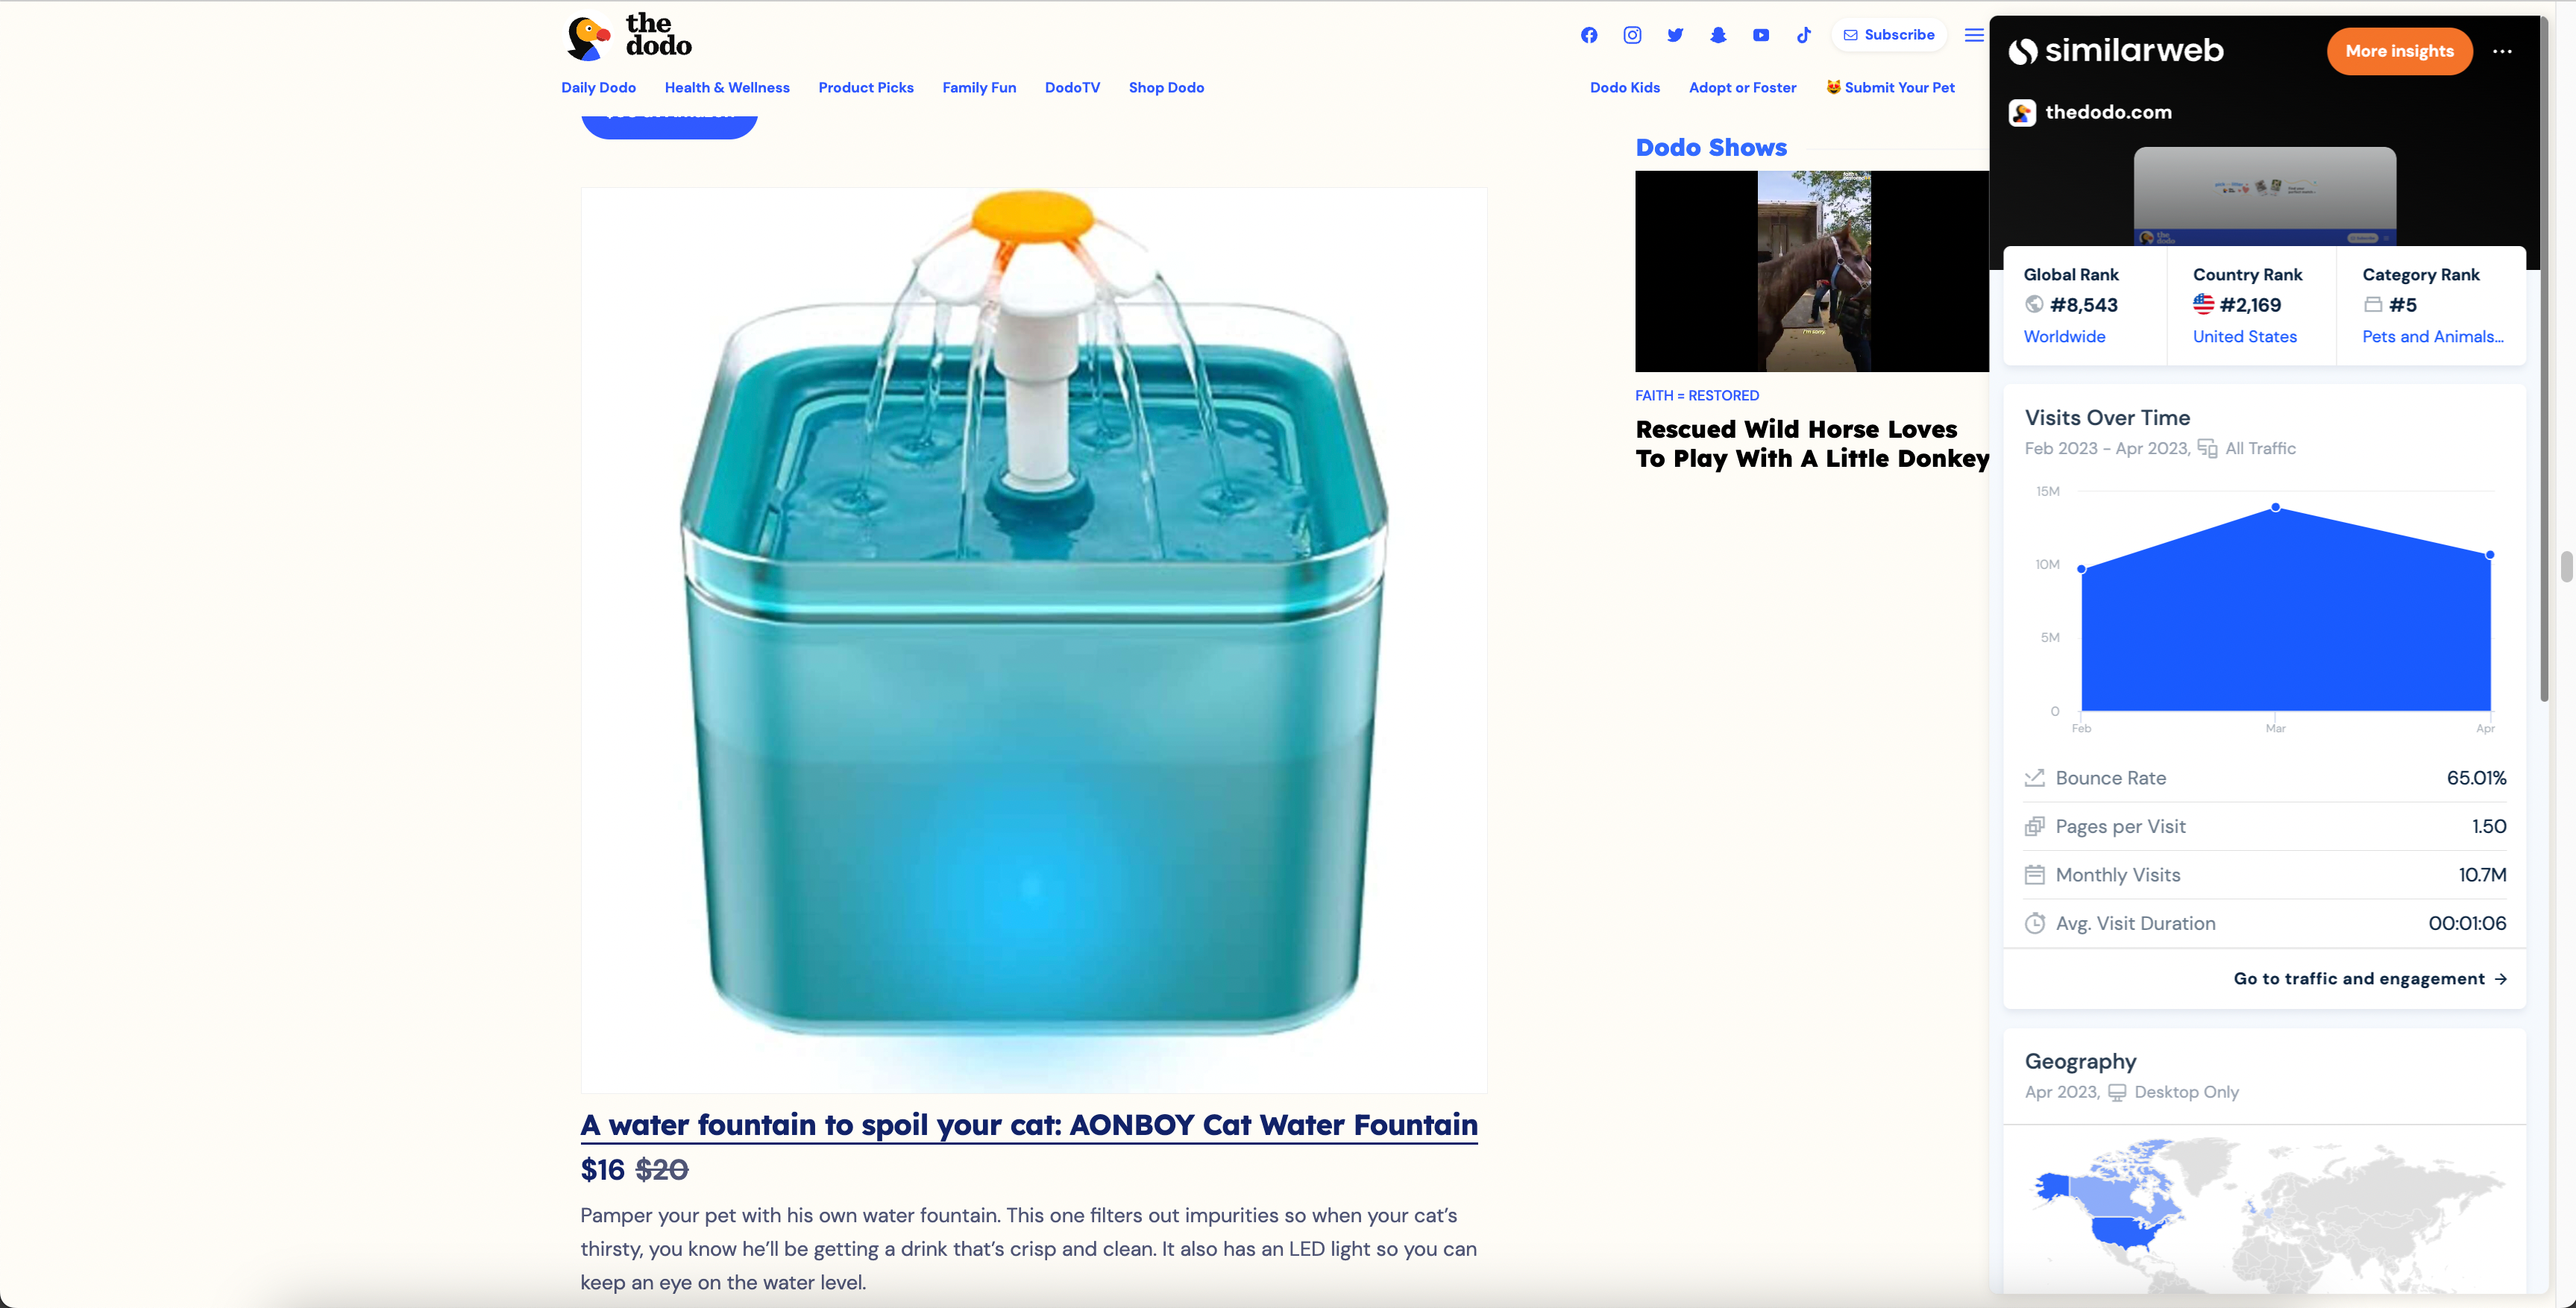 the
dodo
Subscribe
Daily Dodo
Health & Wellness
Product Picks
Family Fun
DodoTV
Shop Dodo
Dodo Kids
Adopt or Foster
Submit Your Pet
Dodo Shows
I'm sorry.
FAITH = RESTORED
Rescued Wild Horse Loves
To Play With A Little Donkey
A water fountain to spoil your cat: AONBOY Cat Water Fountain
$16 $20
Pamper your pet with his own water fountain. This one filters out impurities so when your cat’s
thirsty, you know he’ll be getting a drink that’s crisp and clean. It also has an LED light so you can
keep an eye on the water level.
similarweb
More insights
thedodo.com
the
dodo
Global Rank
#8,543
Worldwide
Country Rank
#2,169
United States
Category Rank
#5
Pets and Animals...
Visits Over Time
Feb 2023 - Apr 2023, All Traffic
15M
10M
5M
0
Feb
Mar
Apr
Bounce Rate 65.01%
Pages per Visit 1.50
Monthly Visits 10.7M
Avg. Visit Duration 00:01:06
Go to traffic and engagement
Geography
Apr 2023, Desktop Only